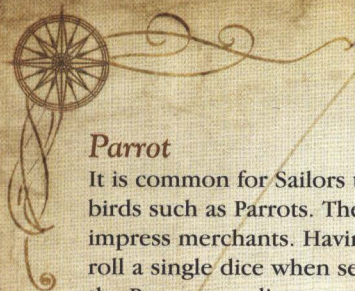 Parrot
It is common for Sailors
birds such as Parrots. The
impress merchants. Havin
roll a single dice when se